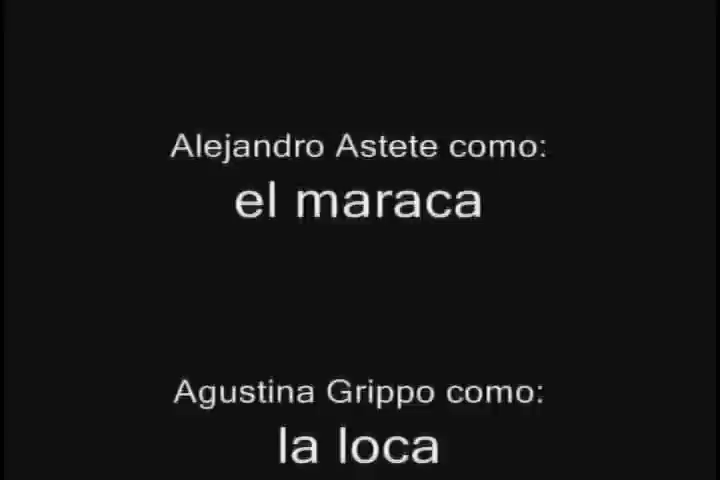 Alejandro Astete como:
el maraca
Agustina Grippo como:
la loca